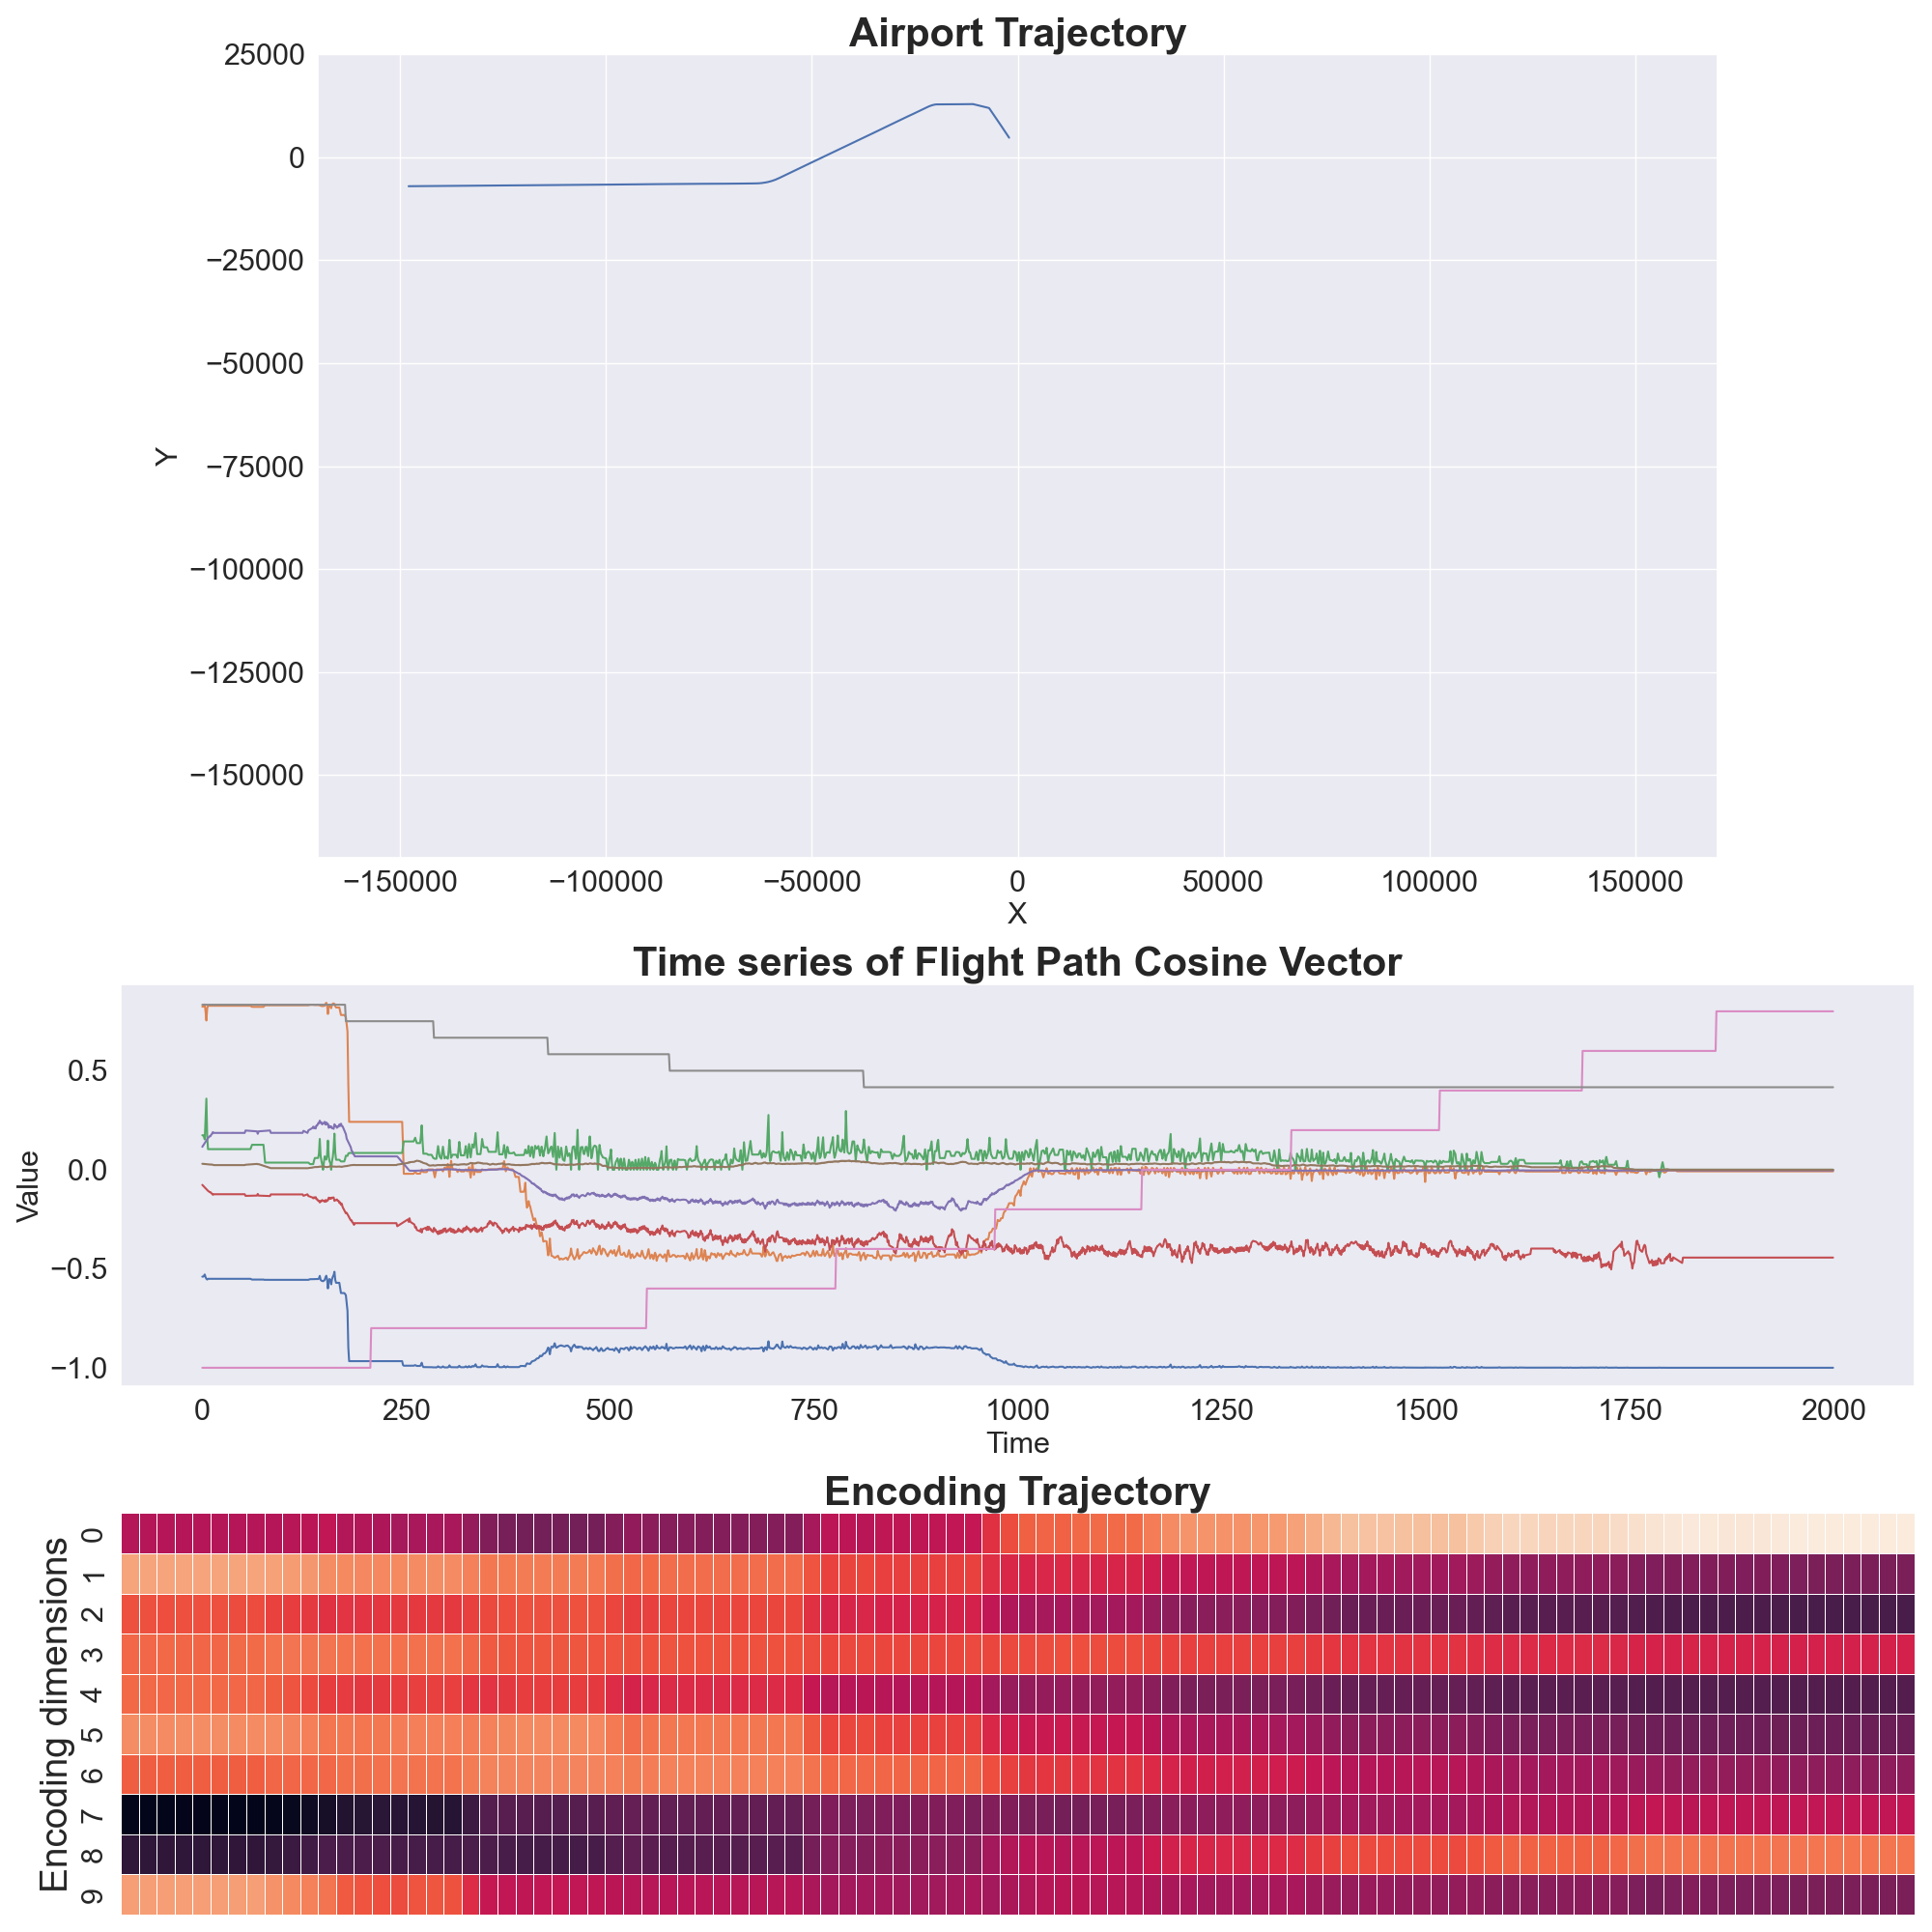 Airport Trajectory
25000
0
−25000
−50000
−75000
−100000
−125000
−150000
Y
−150000 −100000 −50000 0 50000 100000 150000
X
Time series of Flight Path Cosine Vector
0.5
0.0
−0.5
−1.0
Value
0 250 500 750 1000 1250 1500 1750 2000
Time
Encoding Trajectory
0
1
2
3
4
5
6
7
8
9
Encoding dimensions